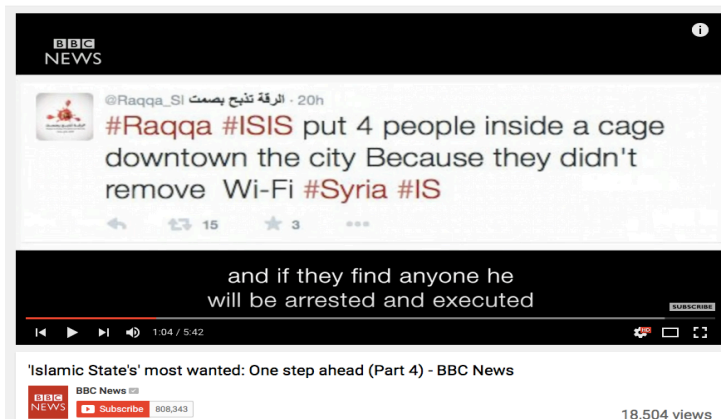 BBC
NEWS
@Raqqa_Sl الرقة تذبح بصمت · 20h
#Raqqa #ISIS put 4 people inside a cage
downtown the city Because they didn't
remove Wi-Fi #Syria #IS
15 3
and if they find anyone he
will be arrested and executed
SUBSCRIBE
1:04 / 5:42
HD
'Islamic State's' most wanted: One step ahead (Part 4) - BBC News
BBC
NEWS
BBC News
Subscribe 808,343
18,504 views